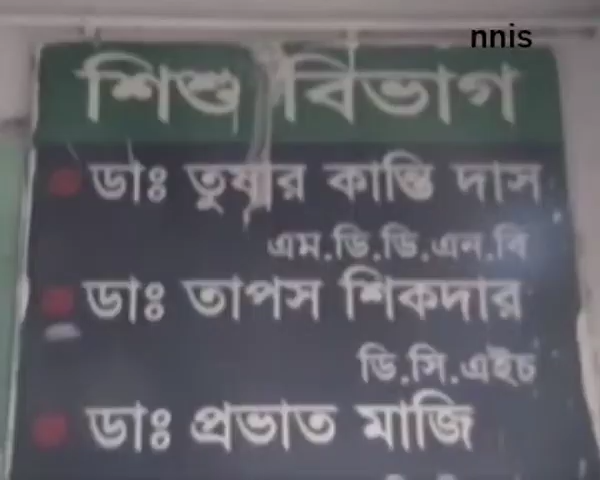 nnis
শিশু বিভাগ
ডাঃ তুষার কান্তি দাস
এম.ডি.ডি.এন.বি
ডাঃ তাপস শিকদার
ডি.সি.এইচ
ডাঃ প্রভাত মাজি